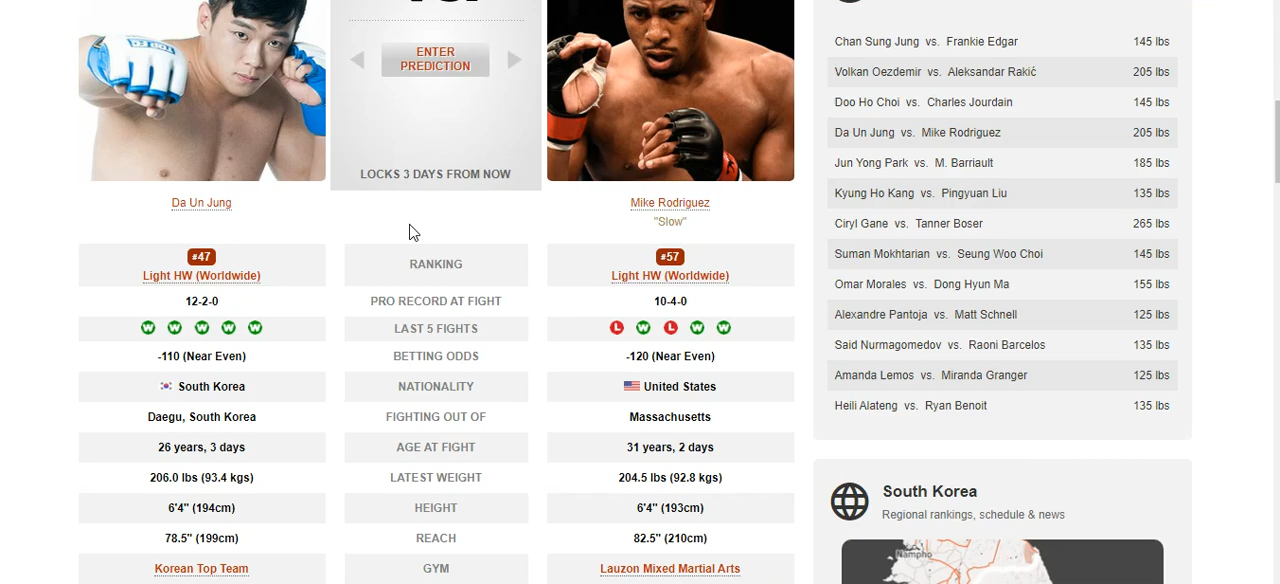 ENTER
PREDICTION
LOCKS 3 DAYS FROM NOW
Da Un Jung
Mike Rodriguez
"Slow"
#47 #57
Light HW (Worldwide) RANKING Light HW (Worldwide)
12-2-0 PRO RECORD AT FIGHT 10-4-0
W W W W W LAST 5 FIGHTS L W L W W
-110 (Near Even) BETTING ODDS -120 (Near Even)
South Korea NATIONALITY United States
Daegu, South Korea FIGHTING OUT OF Massachusetts
26 years, 3 days AGE AT FIGHT 31 years, 2 days
206.0 lbs (93.4 kgs) LATEST WEIGHT 204.5 lbs (92.8 kgs)
6'4" (194cm) HEIGHT 6'4" (193cm)
78.5" (199cm) REACH 82.5" (210cm)
Korean Top Team GYM Lauzon Mixed Martial Arts
Chan Sung Jung vs. Frankie Edgar 145 lbs
Volkan Oezdemir vs. Aleksandar Rakić 205 lbs
Doo Ho Choi vs. Charles Jourdain 145 lbs
Da Un Jung vs. Mike Rodriguez 205 lbs
Jun Yong Park vs. M. Barriault 185 lbs
Kyung Ho Kang vs. Pingyuan Liu 135 lbs
Ciryl Gane vs. Tanner Boser 265 lbs
Suman Mokhtarian vs. Seung Woo Choi 145 lbs
Omar Morales vs. Dong Hyun Ma 155 lbs
Alexandre Pantoja vs. Matt Schnell 125 lbs
Said Nurmagomedov vs. Raoni Barcelos 135 lbs
Amanda Lemos vs. Miranda Granger 125 lbs
Heili Alateng vs. Ryan Benoit 135 lbs
South Korea
Regional rankings, schedule & news
Nampho